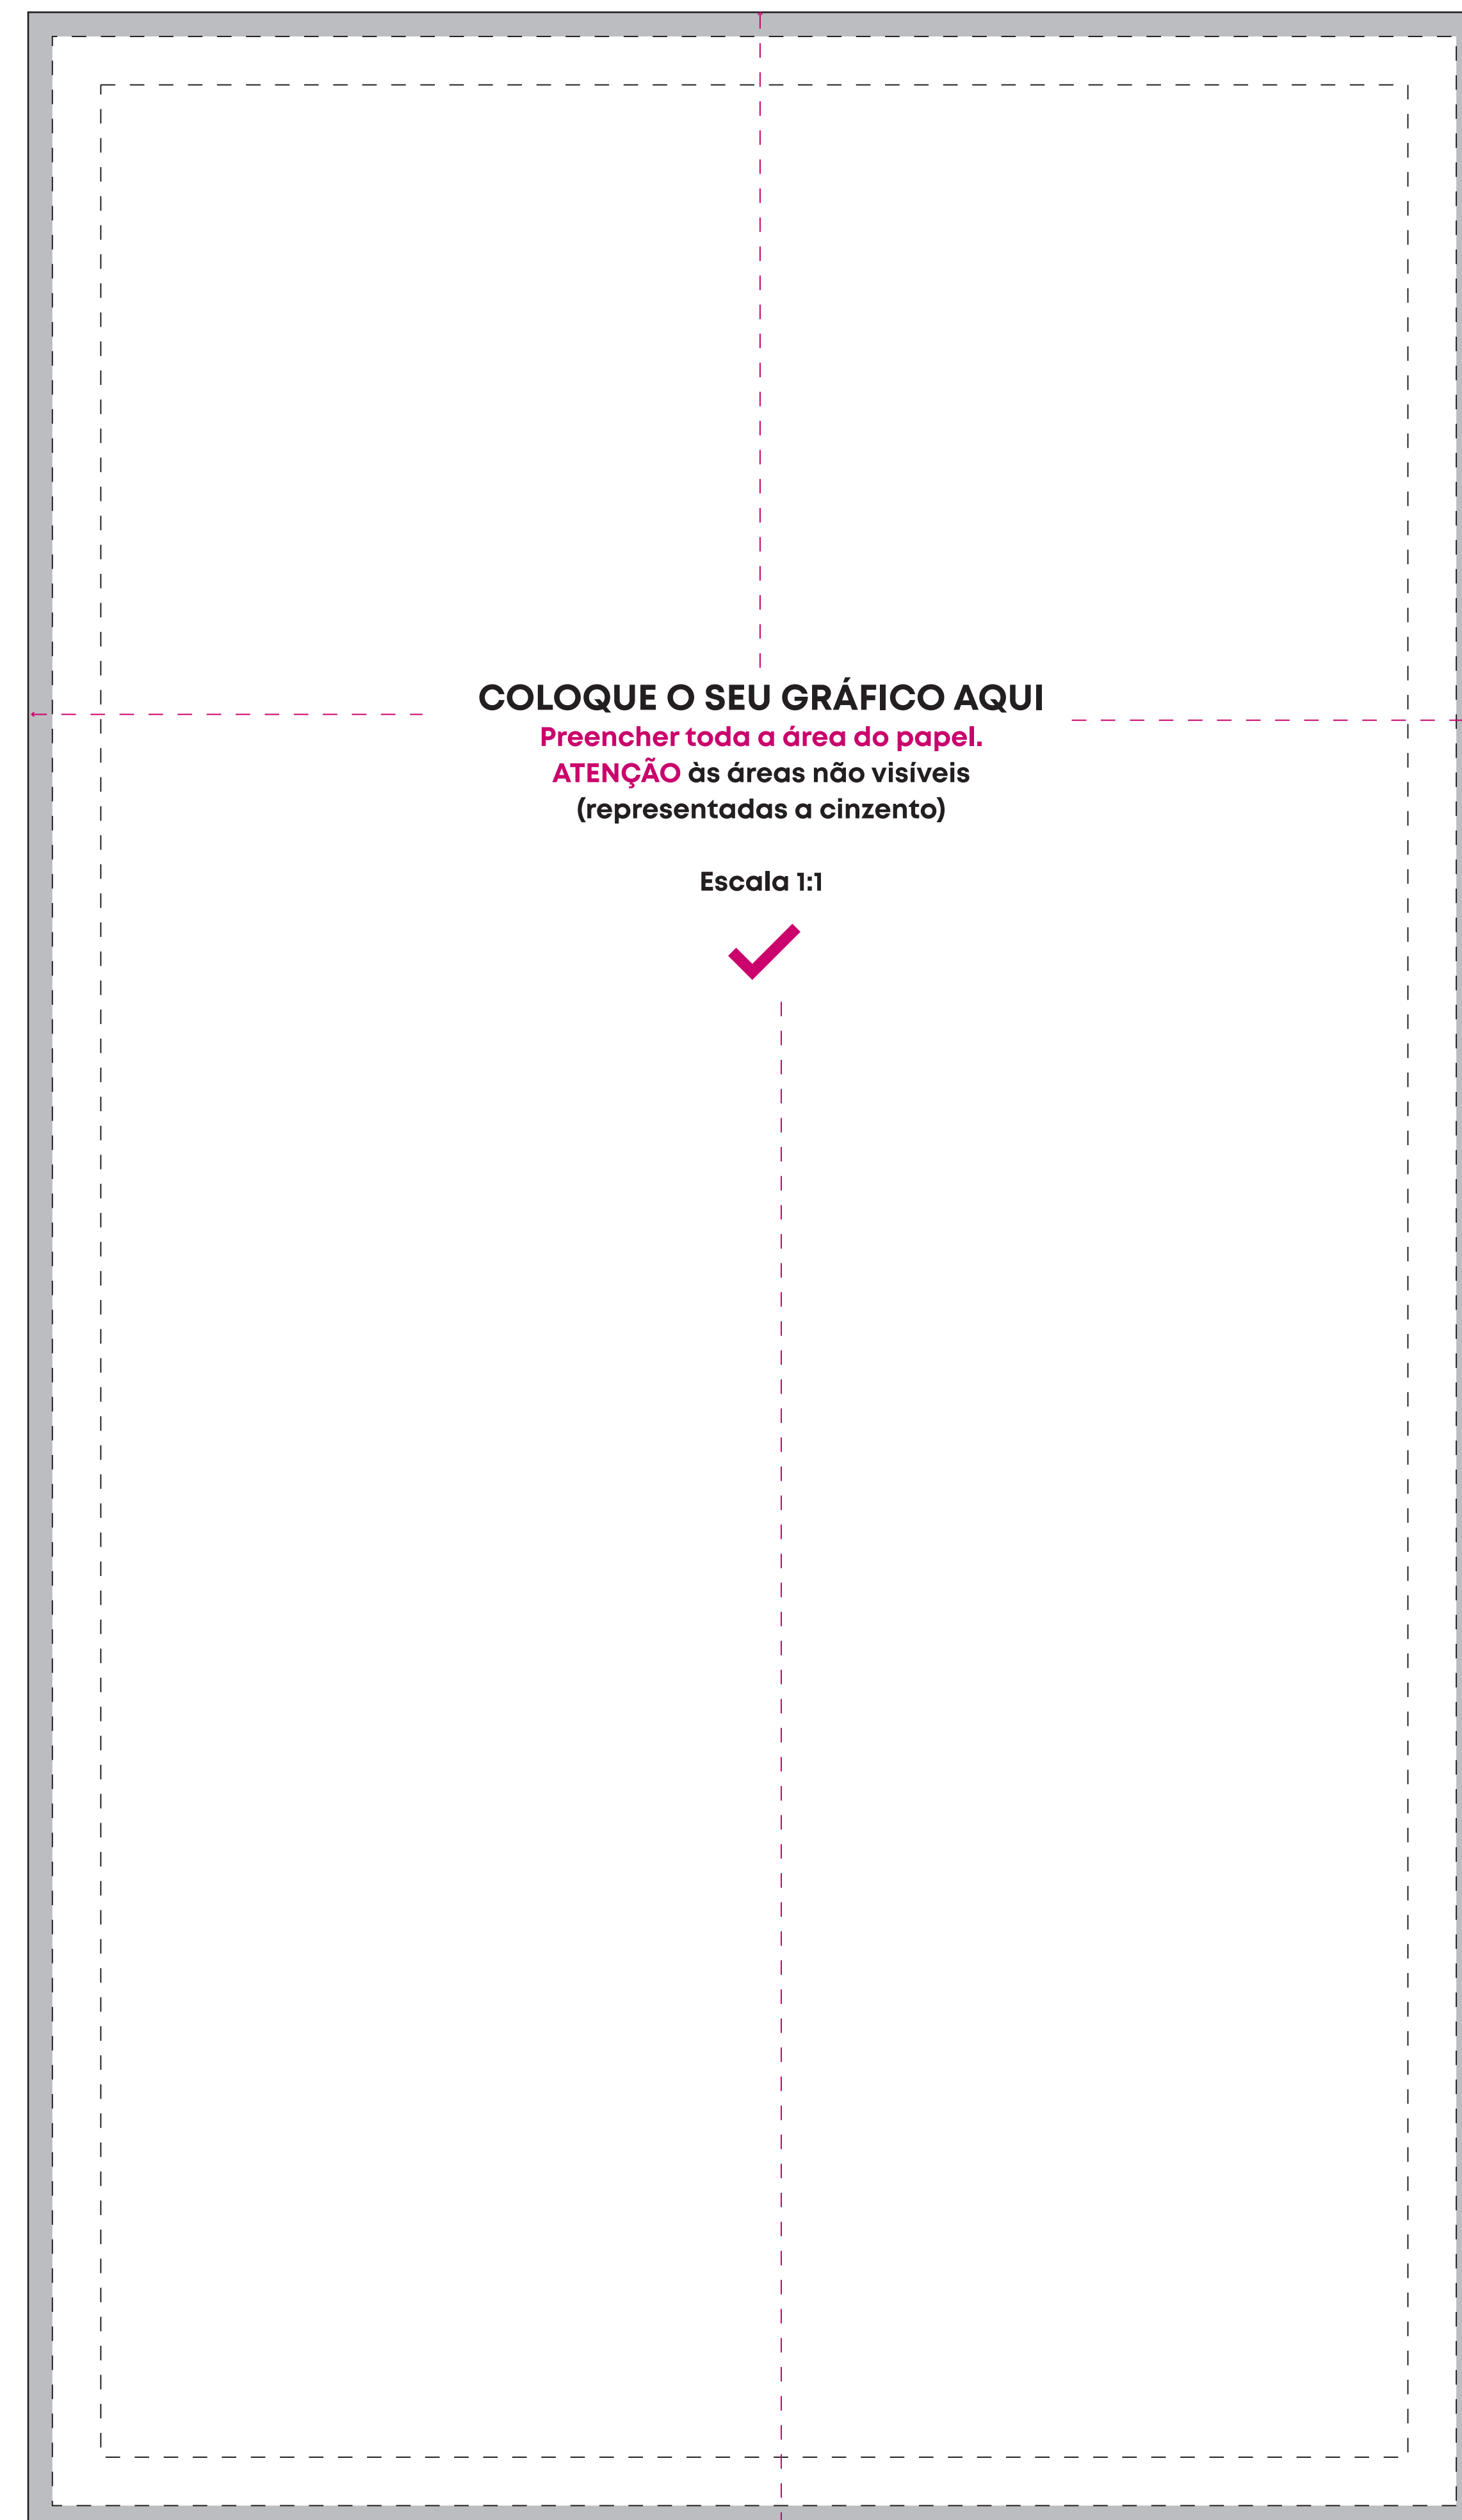 COLOQUE O SEU GRÁFICO AQUI
Preencher toda a área do papel.
ATENÇÃO às áreas não visíveis
(representadas a cinzento)
Escala 1:1